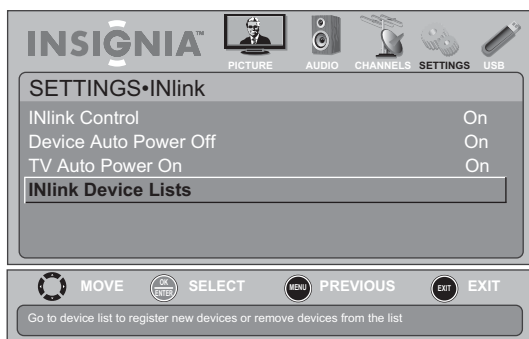 INSIGNIA™
PICTURE AUDIO CHANNELS SETTINGS USB
SETTINGS•INlink
INlink Control On
Device Auto Power Off On
TV Auto Power On On
INlink Device Lists
MOVE OK ENTER SELECT MENU PREVIOUS EXIT EXIT
Go to device list to register new devices or remove devices from the list